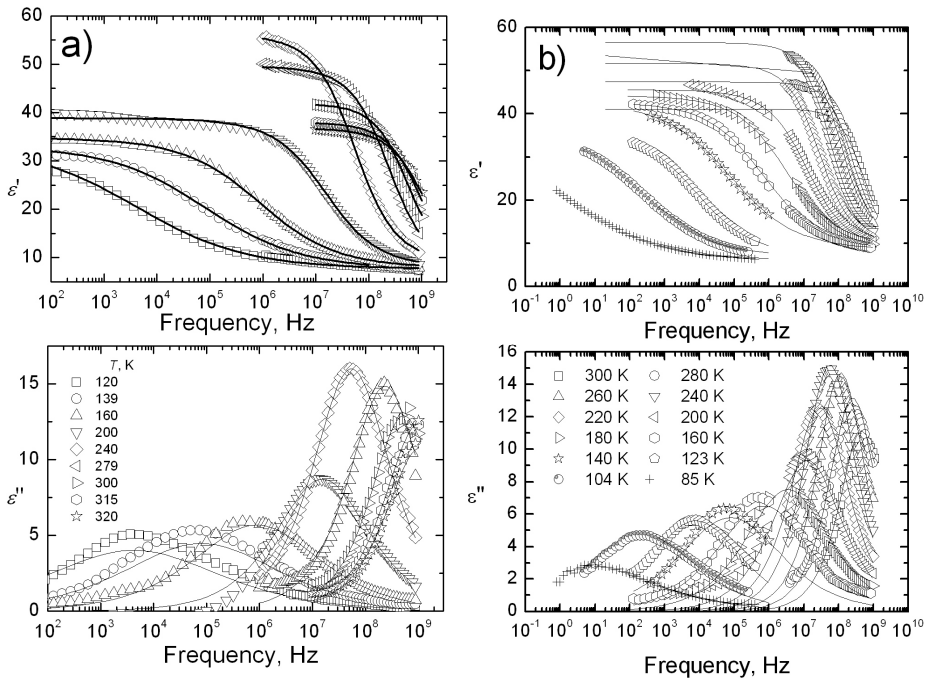 a)
60
50
40
30
20
10
ε'
10² 10³ 10⁴ 10⁵ 10⁶ 10⁷ 10⁸ 10⁹
Frequency, Hz
b)
60
40
20
0
ε'
10⁻¹ 10⁰ 10¹ 10² 10³ 10⁴ 10⁵ 10⁶ 10⁷ 10⁸ 10⁹ 10¹⁰
Frequency, Hz
15
10
5
0
ε''
T, K
120
139
160
200
240
279
300
315
320
10² 10³ 10⁴ 10⁵ 10⁶ 10⁷ 10⁸ 10⁹
Frequency, Hz
16
14
12
10
8
6
4
2
0
ε''
300 K 280 K
260 K 240 K
220 K 200 K
180 K 160 K
140 K 123 K
104 K 85 K
10⁻¹ 10⁰ 10¹ 10² 10³ 10⁴ 10⁵ 10⁶ 10⁷ 10⁸ 10⁹ 10¹⁰
Frequency, Hz